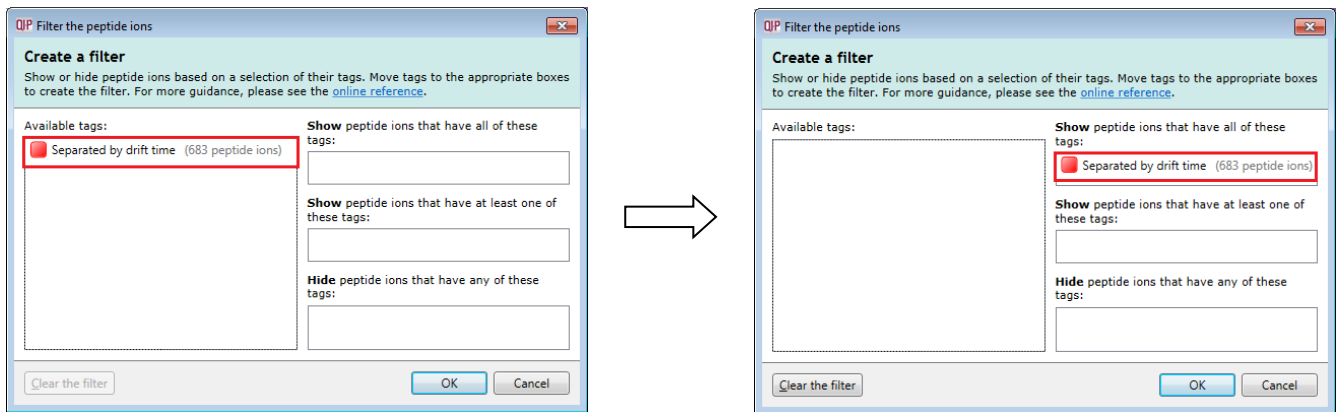 QIP Filter the peptide ions
Create a filter
Show or hide peptide ions based on a selection of their tags. Move tags to the appropriate boxes
to create the filter. For more guidance, please see the online reference.
Available tags:
Separated by drift time (683 peptide ions)
Show peptide ions that have all of these
tags:
Show peptide ions that have at least one of
these tags:
Hide peptide ions that have any of these
tags:
Clear the filter
OK
Cancel
QIP Filter the peptide ions
Create a filter
Show or hide peptide ions based on a selection of their tags. Move tags to the appropriate boxes
to create the filter. For more guidance, please see the online reference.
Available tags:
Show peptide ions that have all of these
tags:
Separated by drift time (683 peptide ions)
Show peptide ions that have at least one of
these tags:
Hide peptide ions that have any of these
tags:
Clear the filter
OK
Cancel